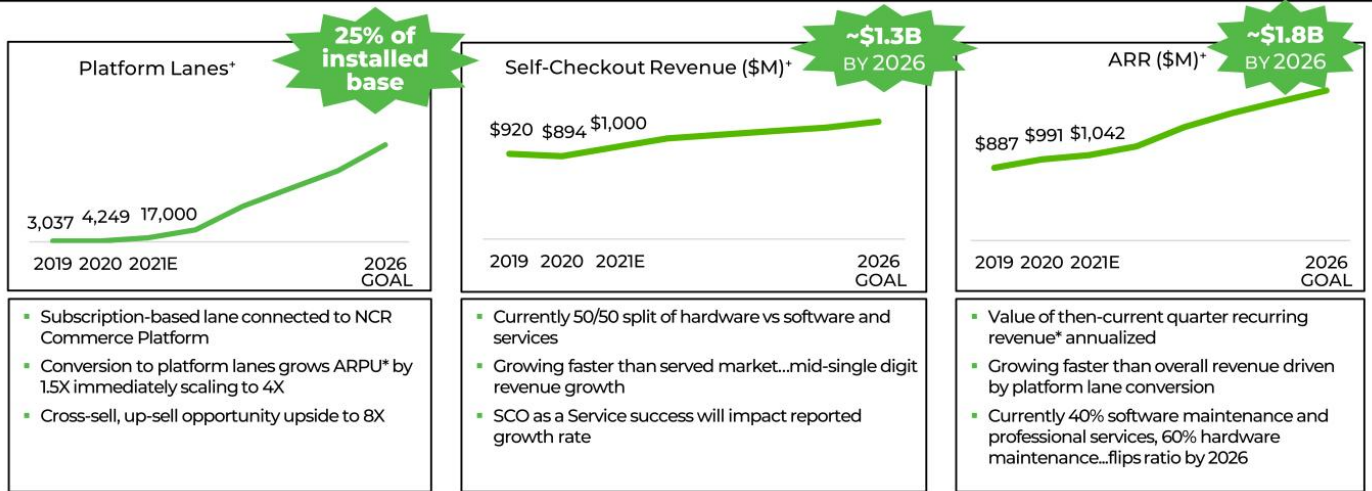 Platform Lanes⁺
25% of
installed
base
3,037 4,249 17,000
2019 2020 2021E 2026
GOAL
▪ Subscription-based lane connected to NCR
Commerce Platform
▪ Conversion to platform lanes grows ARPU* by
1.5X immediately scaling to 4X
▪ Cross-sell, up-sell opportunity upside to 8X
Self-Checkout Revenue ($M)⁺
~$1.3B
BY 2026
$920 $894 $1,000
2019 2020 2021E 2026
GOAL
▪ Currently 50/50 split of hardware vs software and
services
▪ Growing faster than served market...mid-single digit
revenue growth
▪ SCO as a Service success will impact reported
growth rate
ARR ($M)⁺
~$1.8B
BY 2026
$887 $991 $1,042
2019 2020 2021E 2026
GOAL
▪ Value of then-current quarter recurring
revenue* annualized
▪ Growing faster than overall revenue driven
by platform lane conversion
▪ Currently 40% software maintenance and
professional services, 60% hardware
maintenance...flips ratio by 2026